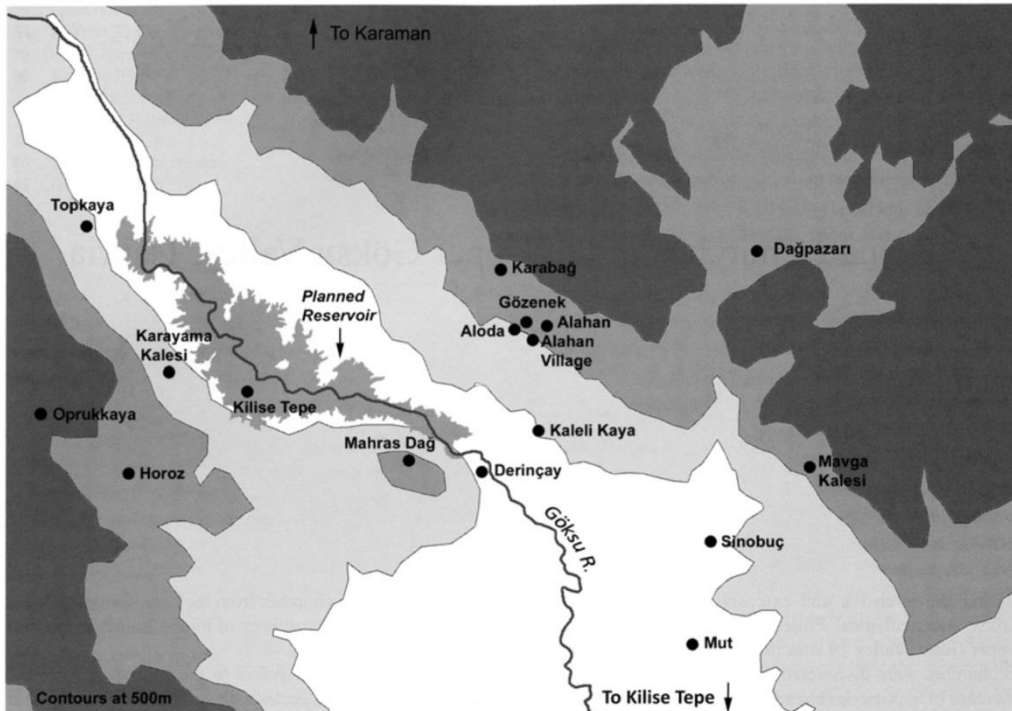 To Karaman
Topkaya
Dağpazarı
Karabağ
Gözenek
Planned
Reservoir
Aloda
Alahan
Alahan
Village
Karayama
Kalesi
Kilise Tepe
Oprukkaya
Kaleli Kaya
Mahras Dağ
Horoz
Derinçay
Mavga
Kalesi
Göksu R.
Sinobuç
Mut
Contours at 500m
To Kilise Tepe